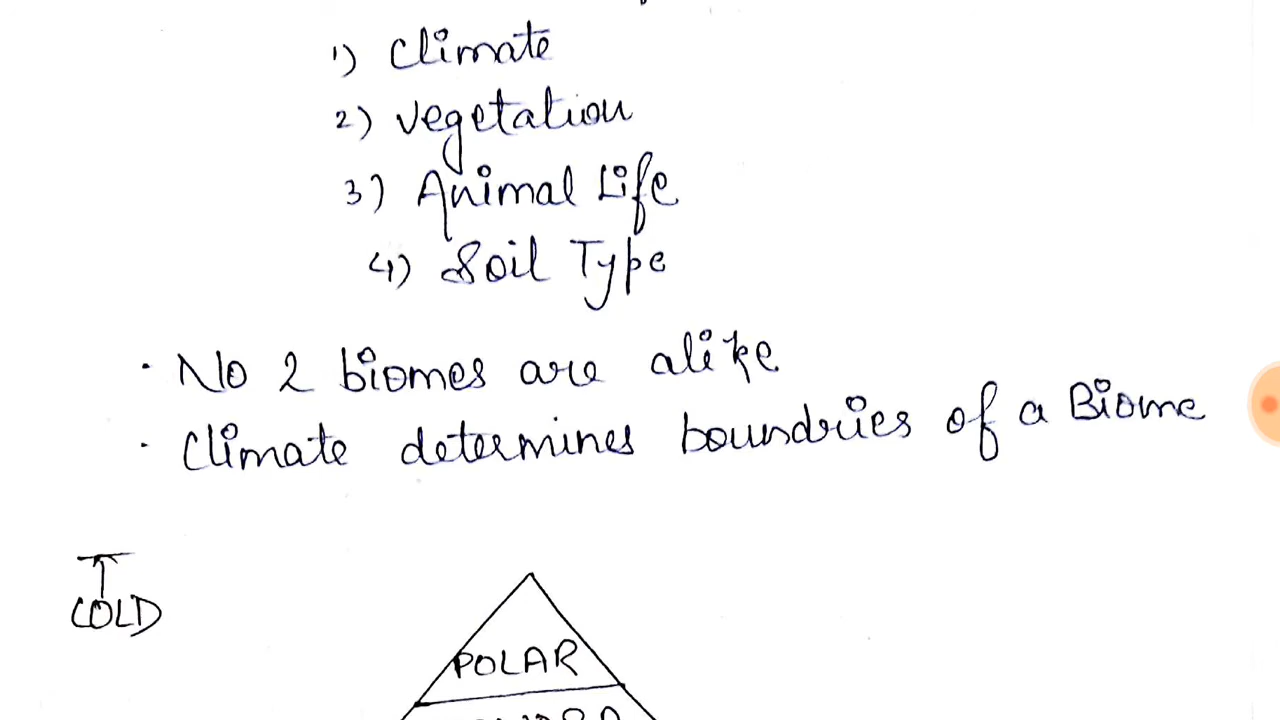 1) Climate
2) Vegetation
3) Animal Life
4) Soil Type
· No 2 biomes are alike
· Climate determines boundries of a Biome
COLD
POLAR